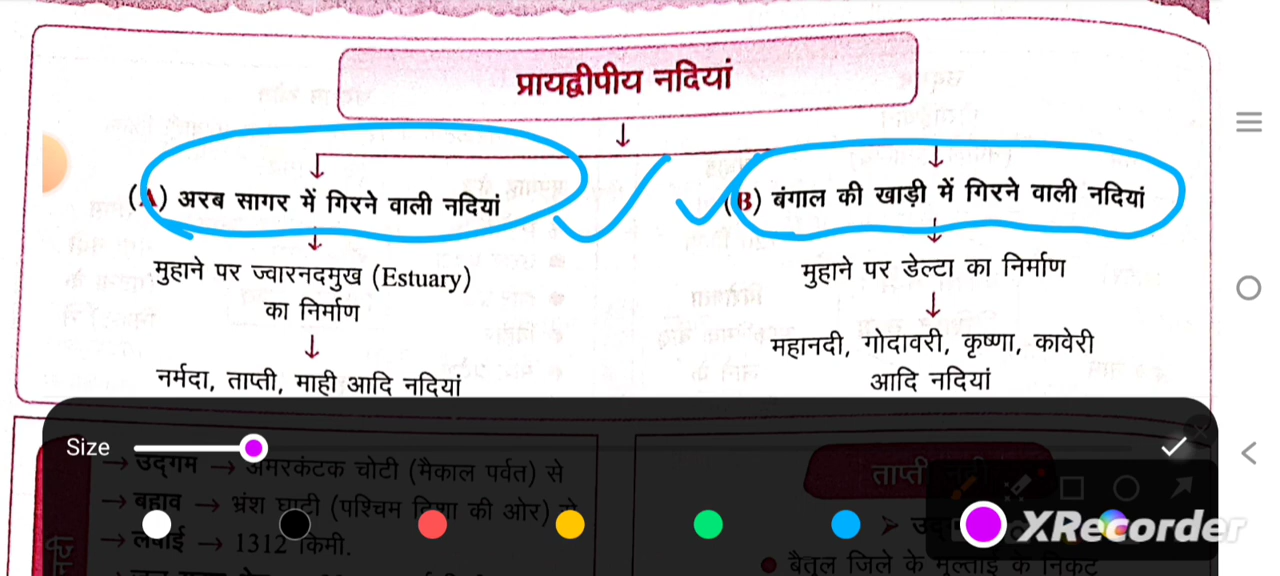 प्रायद्वीपीय नदियां
(A) अरब सागर में गिरने वाली नदियां
मुहाने पर ज्वारनदमुख (Estuary)
का निर्माण
नर्मदा, ताप्ती, माही आदि नदियां
(B) बंगाल की खाड़ी में गिरने वाली नदियां
मुहाने पर डेल्टा का निर्माण
महानदी, गोदावरी, कृष्णा, कावेरी
आदि नदियां
Size
→ उद्गम → अमरकंटक चोटी (मैकाल पर्वत) से
→ बहाव → भ्रंश घाटी (पश्चिम दिशा की ओर)
→ लंबाई → 1312 किमी.
नदी
ताप्ती
➤
• बैतूल जिले के मुल्ताई के निकट
XRecorder